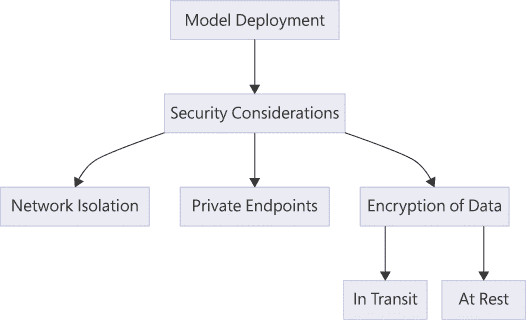 Model Deployment
Security Considerations
Network Isolation
Private Endpoints
Encryption of Data
In Transit
At Rest